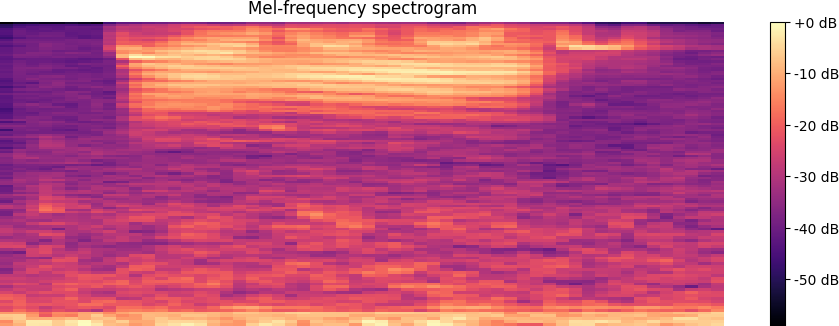 Mel-frequency spectrogram
+0 dB
-10 dB
-20 dB
-30 dB
-40 dB
-50 dB